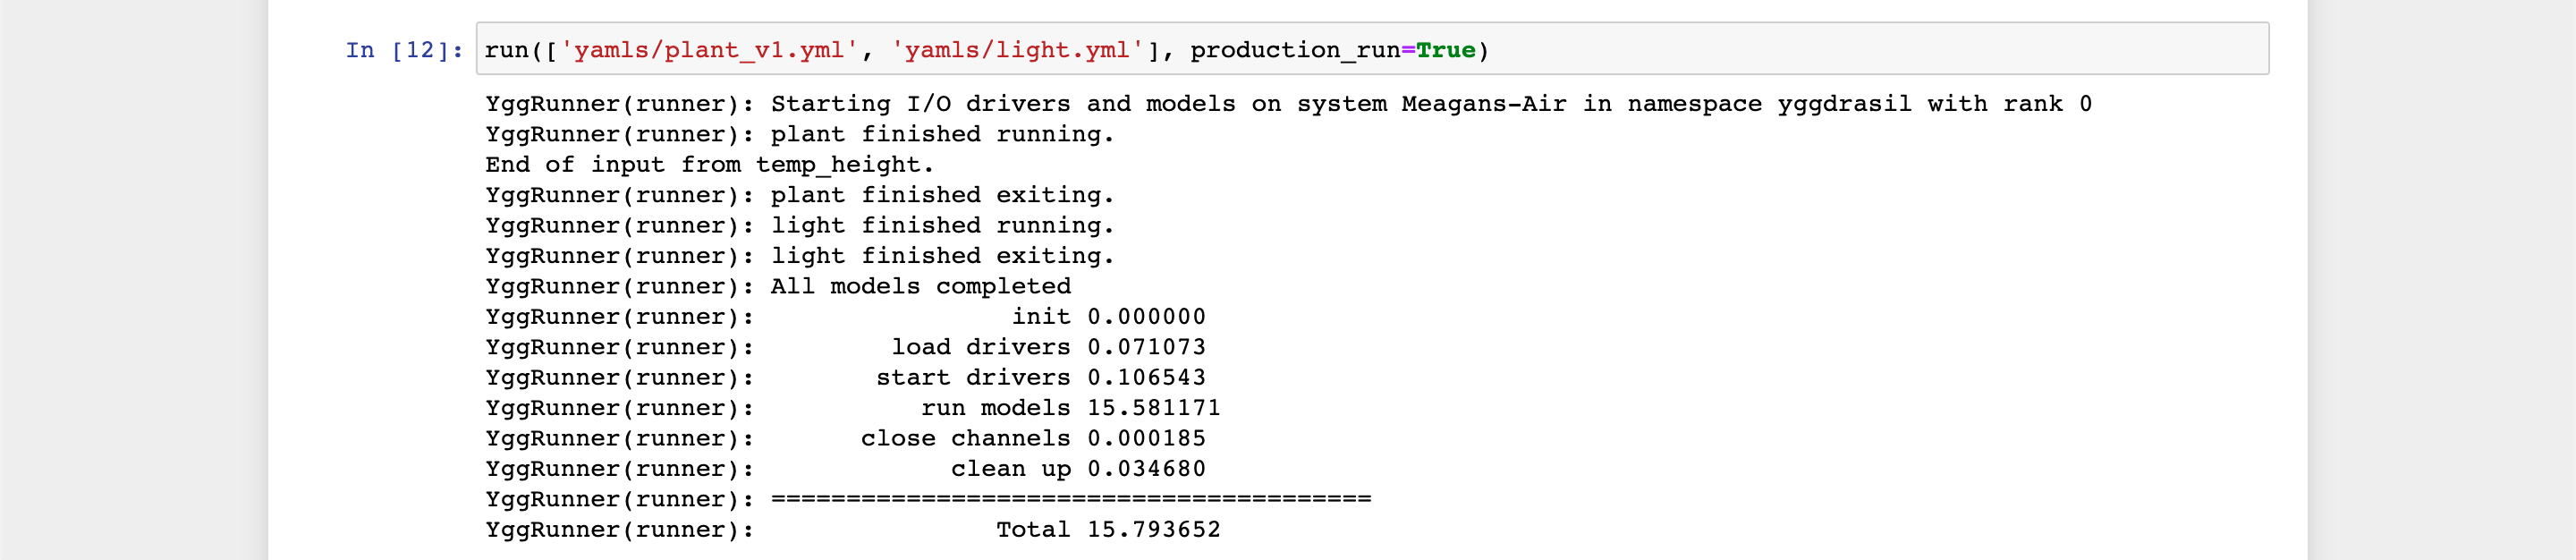 In [12]: run(['yamls/plant_v1.yml', 'yamls/light.yml'], production_run=True)
YggRunner(runner): Starting I/O drivers and models on system Meagans-Air in namespace yggdrasil with rank 0
YggRunner(runner): plant finished running.
End of input from temp_height.
YggRunner(runner): plant finished exiting.
YggRunner(runner): light finished running.
YggRunner(runner): light finished exiting.
YggRunner(runner): All models completed
YggRunner(runner):                 init 0.000000
YggRunner(runner):         load drivers 0.071073
YggRunner(runner):        start drivers 0.106543
YggRunner(runner):           run models 15.581171
YggRunner(runner):       close channels 0.000185
YggRunner(runner):             clean up 0.034680
YggRunner(runner): ========================================
YggRunner(runner):                Total 15.793652